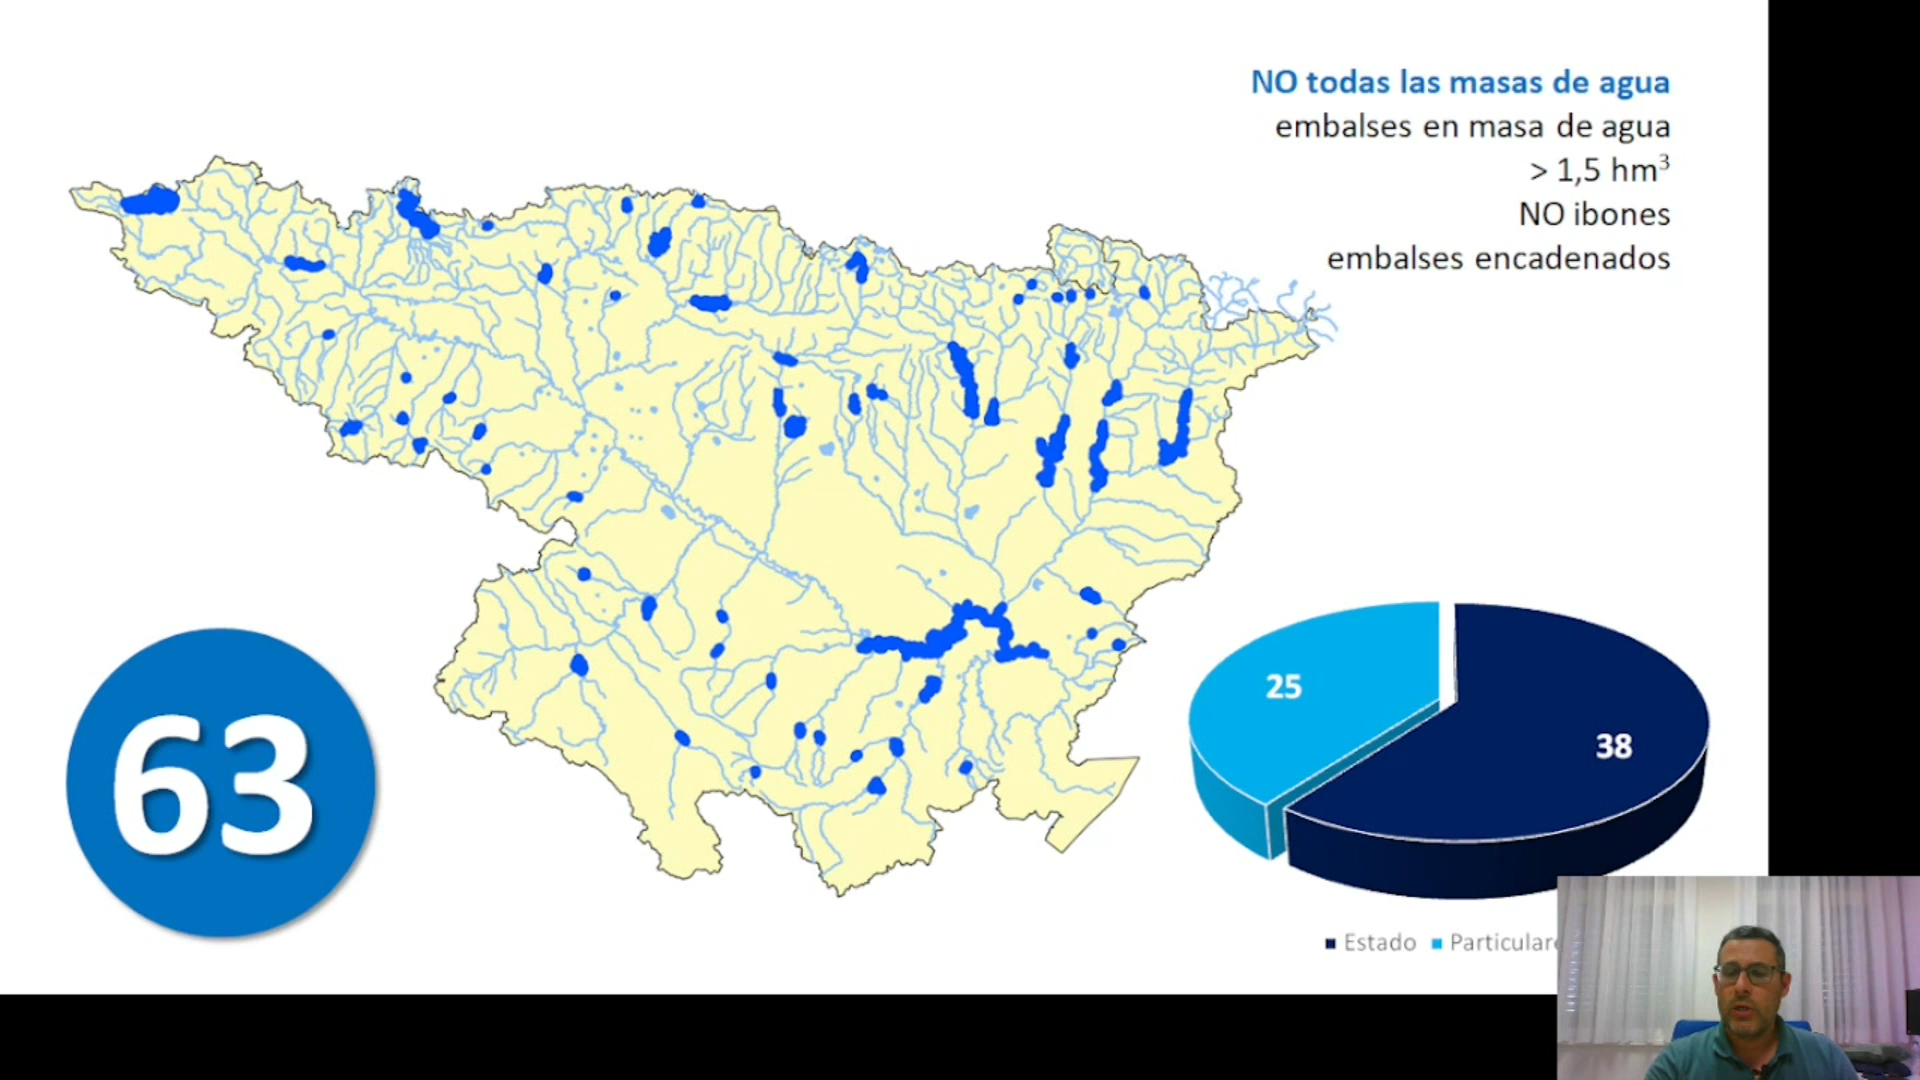 NO todas las masas de agua
embalses en masa de agua
> 1,5 hm³
NO ibones
embalses encadenados
63
25
38
Estado Particulare